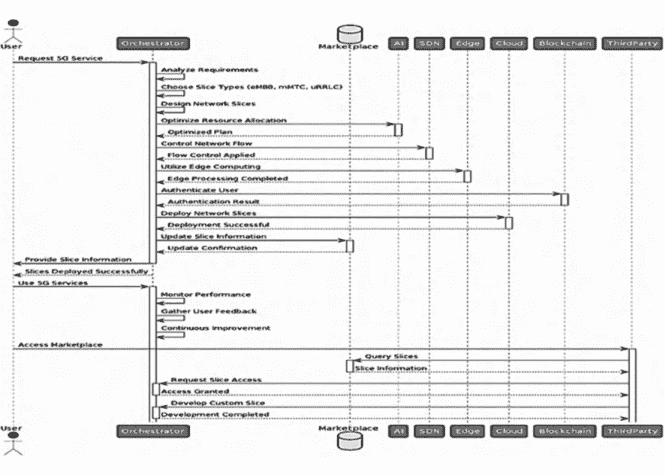 User
Orchestrator
Marketplace
AI
SDN
Edge
Cloud
Blockchain
ThirdParty
Request 5G Service
Analyze Requirements
Choose Slice Types (eMBB, mMTC, uRRLC)
Design Network Slices
Optimize Resource Allocation
Optimized Plan
Control Network Flow
Flow Control Applied
Utilize Edge Computing
Edge Processing Completed
Authenticate User
Authentication Result
Deploy Network Slices
Deployment Successful
Update Slice Information
Update Confirmation
Provide Slice Information
Slices Deployed Successfully
Use 5G Services
Monitor Performance
Gather User Feedback
Continuous Improvement
Access Marketplace
Query Slices
Slice Information
Request Slice Access
Access Granted
Develop Custom Slice
Development Completed
User
Orchestrator
Marketplace
AI
SDN
Edge
Cloud
Blockchain
ThirdParty